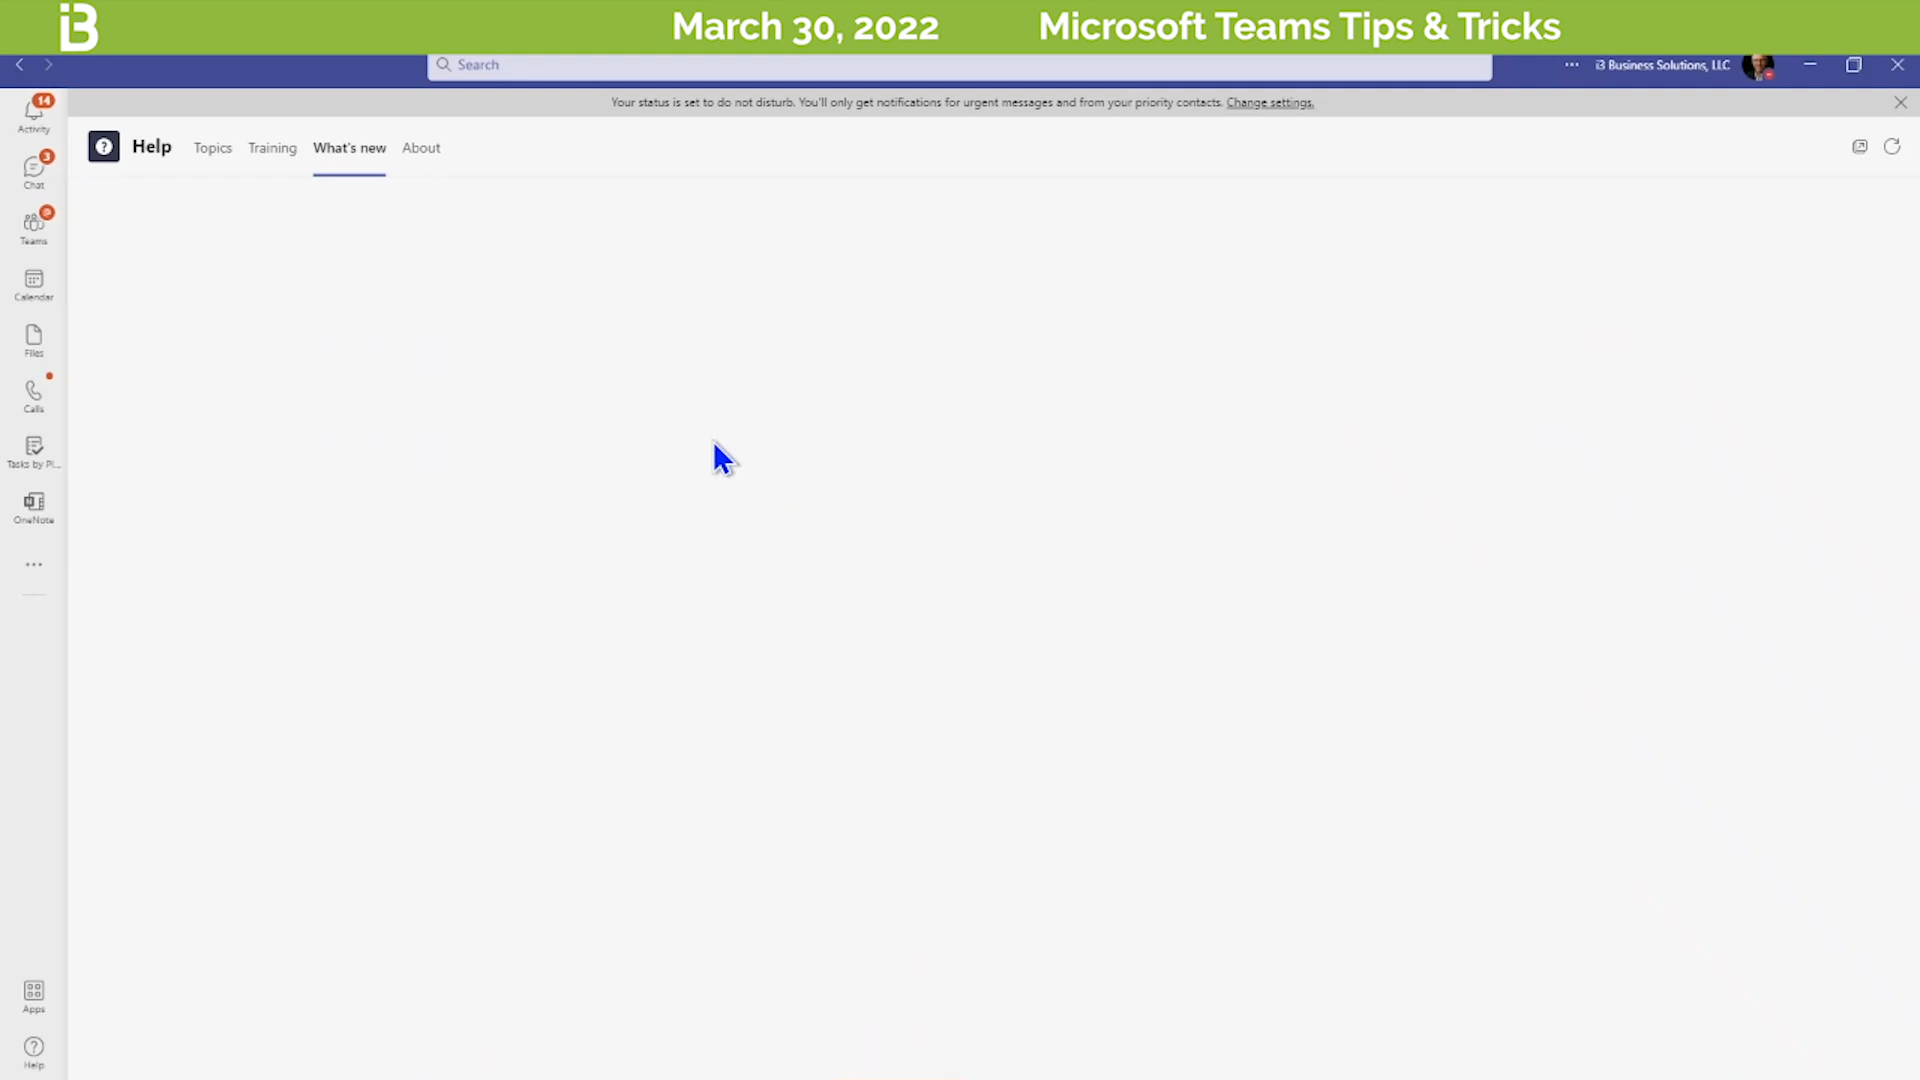 i3 March 30, 2022 Microsoft Teams Tips & Tricks
Search
i3 Business Solutions, LLC
Your status is set to do not disturb. You'll only get notifications for urgent messages and from your priority contacts. Change settings.
Help Topics Training What's new About
14
Activity
3
Chat
@
Teams
Calendar
Files
Calls
Tasks by Pl...
OneNote
Apps
Help